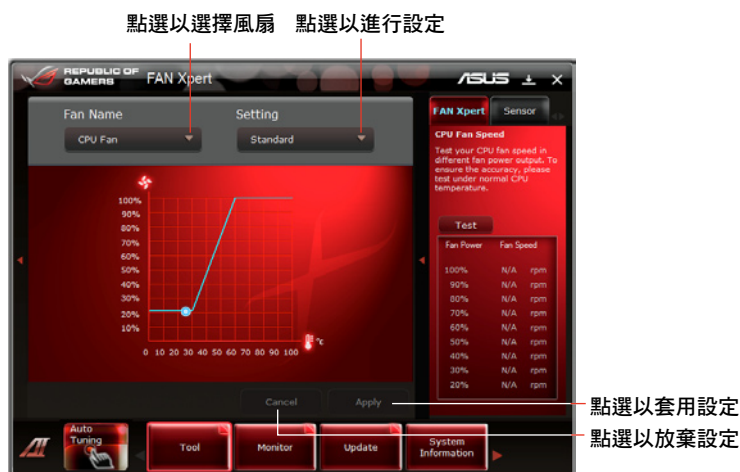 點選以選擇風扇 點選以進行設定
REPUBLIC OF
GAMERS
FAN Xpert
ASUS
Fan Name
Setting
CPU Fan
Standard
100%
90%
80%
70%
60%
50%
40%
30%
20%
10%
0 10 20 30 40 50 60 70 80 90 100
°c
Cancel
Apply
FAN Xpert
Sensor
CPU Fan Speed
Test your CPU fan speed in
different fan power output. To
ensure the accuracy, please
test under normal CPU
temperature.
Test
Fan Power Fan Speed
100% N/A rpm
90% N/A rpm
80% N/A rpm
70% N/A rpm
60% N/A rpm
50% N/A rpm
40% N/A rpm
30% N/A rpm
20% N/A rpm
點選以套用設定
點選以放棄設定
Auto
Tuning
Tool
Monitor
Update
System
Information